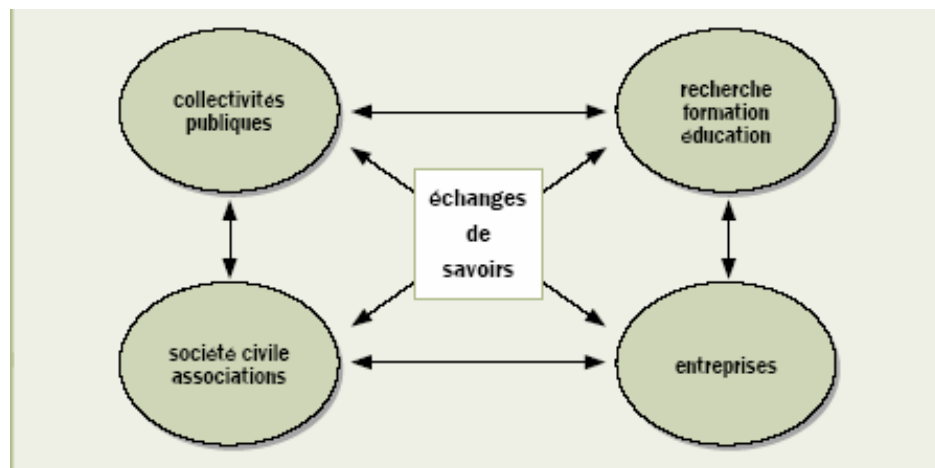 collectivités
publiques
recherche
formation
éducation
échanges
de
savoirs
société civile
associations
entreprises